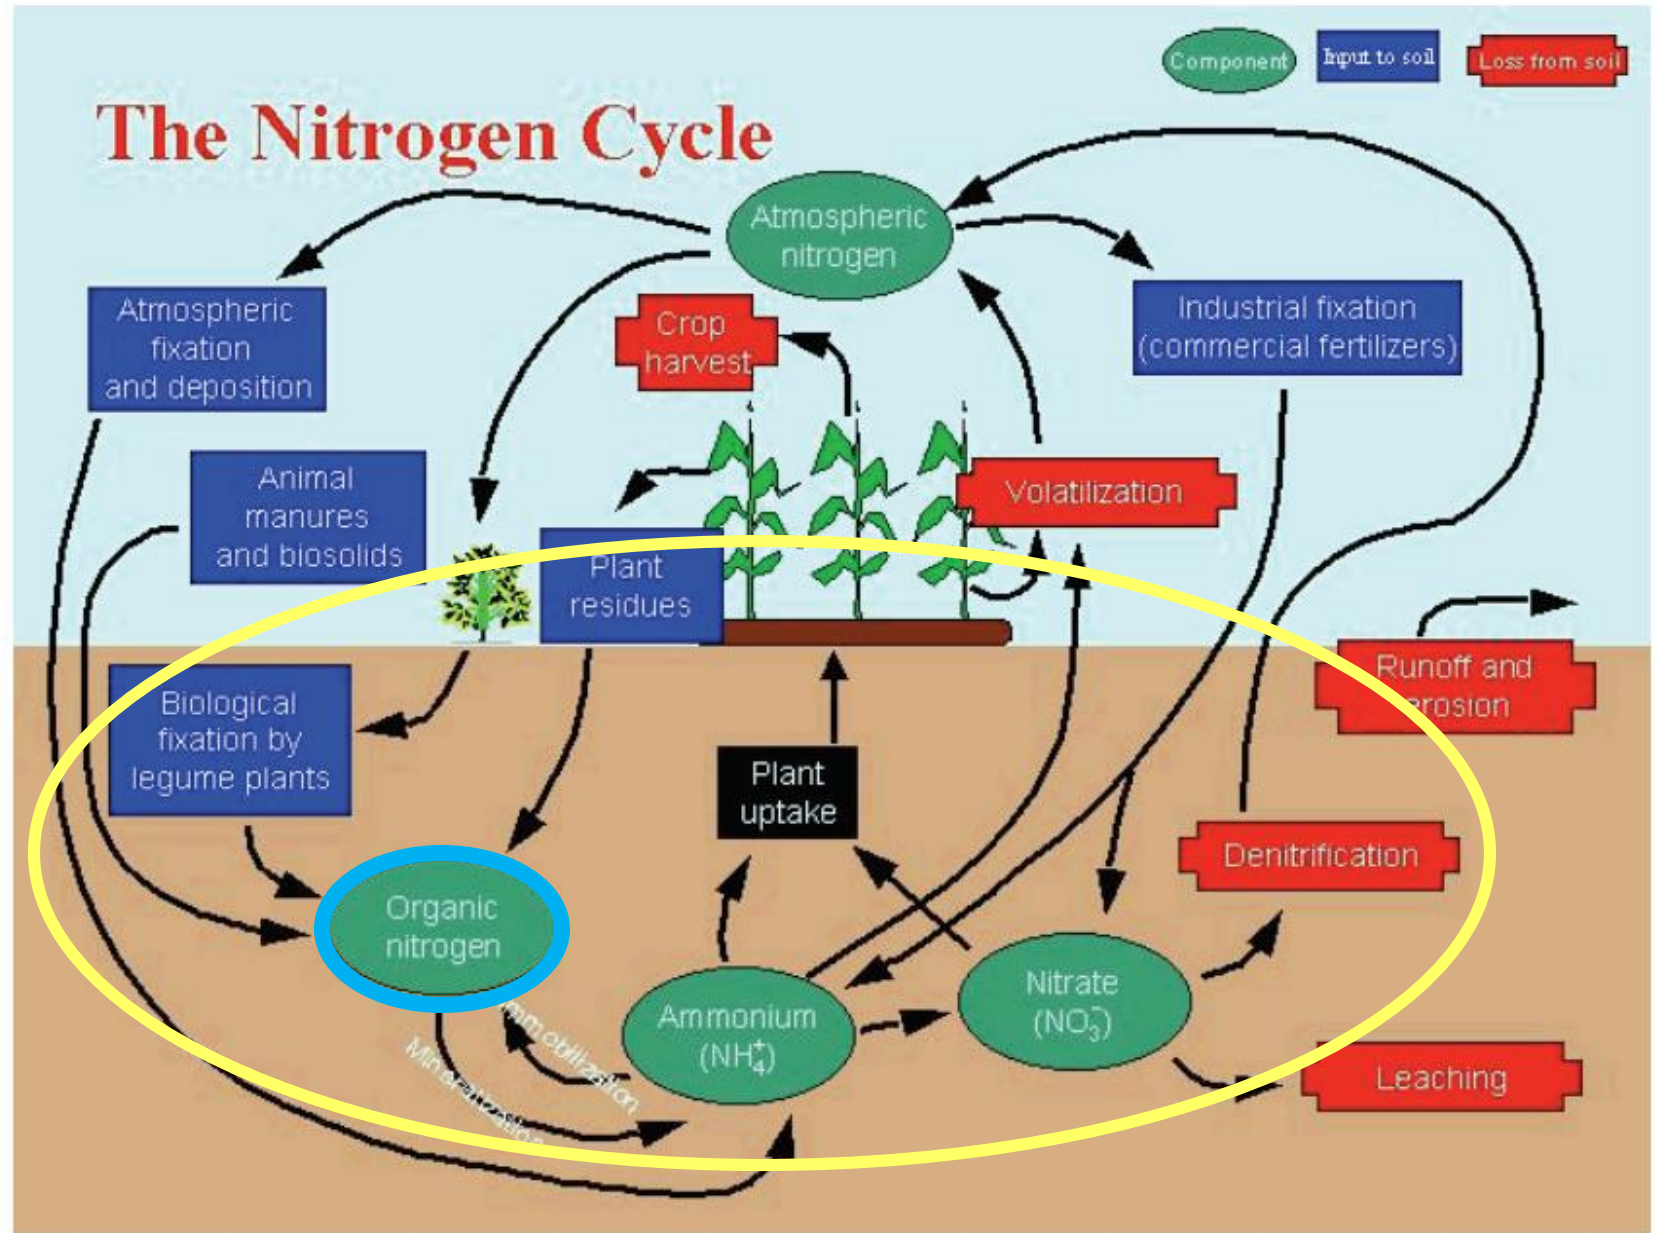 Component
Input to soil
Loss from soil
The Nitrogen Cycle
Atmospheric
nitrogen
Atmospheric
fixation
and deposition
Crop
harvest
Industrial fixation
(commercial fertilizers)
Animal
manures
and biosolids
Volatilization
Plant
residues
Biological
fixation by
legume plants
Runoff and
erosion
Plant
uptake
Denitrification
Organic
nitrogen
Ammonium
(NH₄⁺)
Nitrate
(NO₃⁻)
Immobilization
Mineralization
Leaching